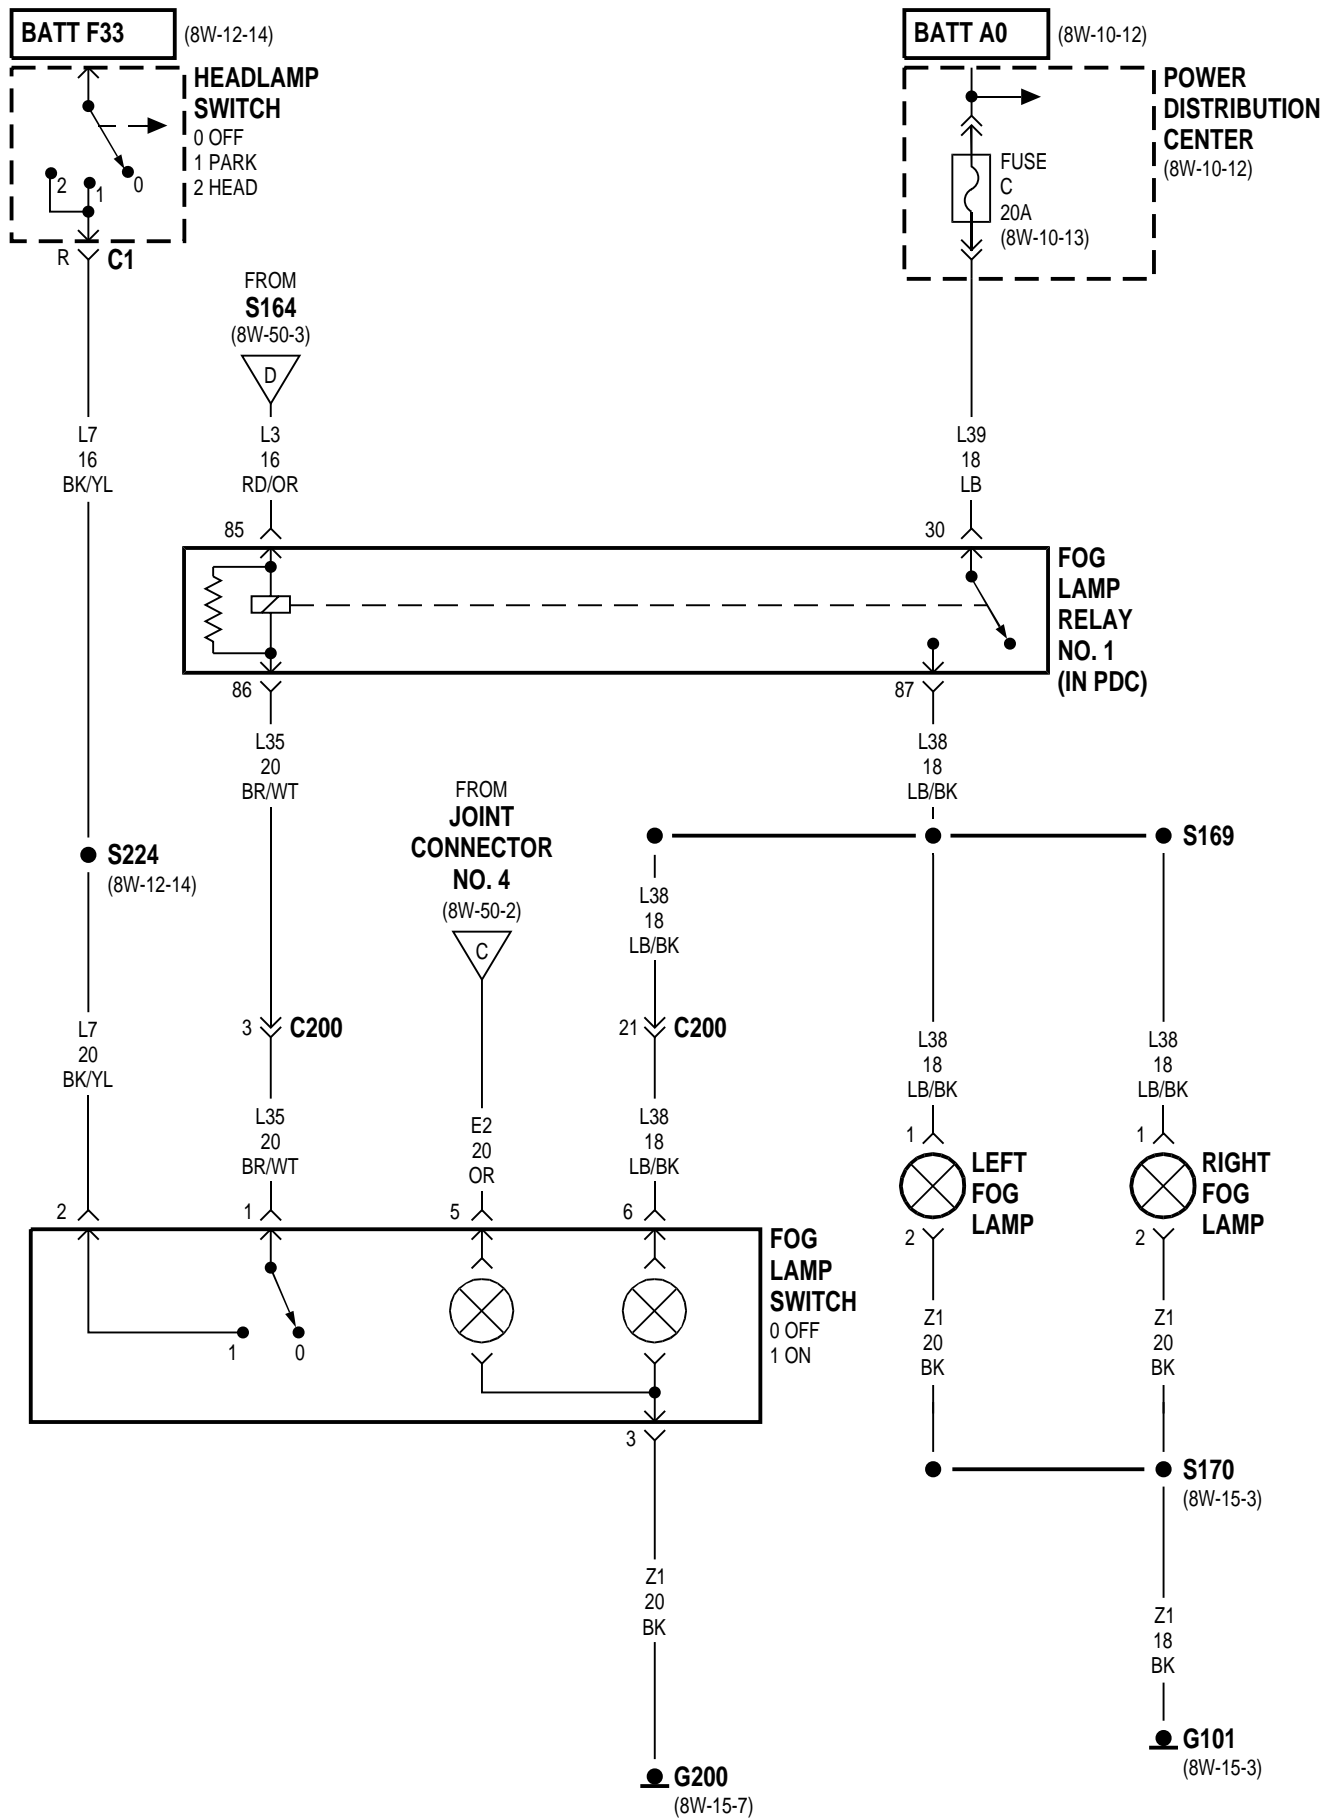 BATT F33
(8W-12-14)
HEADLAMP
SWITCH
0 OFF
1 PARK
2 HEAD
2
1
0
R
C1
BATT A0
(8W-10-12)
POWER
DISTRIBUTION
CENTER
(8W-10-12)
FUSE
C
20A
(8W-10-13)
FROM
S164
(8W-50-3)
D
L7
16
BK/YL
L3
16
RD/OR
L39
18
LB
85
30
FOG
LAMP
RELAY
NO. 1
(IN PDC)
86
87
L35
20
BR/WT
L38
18
LB/BK
FROM
JOINT
CONNECTOR
NO. 4
(8W-50-2)
C
S224
(8W-12-14)
S169
L38
18
LB/BK
L7
20
BK/YL
3
C200
21
C200
L38
18
LB/BK
L38
18
LB/BK
L35
20
BR/WT
E2
20
OR
L38
18
LB/BK
1
LEFT
FOG
LAMP
2
1
RIGHT
FOG
LAMP
2
2
1
5
6
FOG
LAMP
SWITCH
0 OFF
1 ON
1
0
3
Z1
20
BK
Z1
20
BK
S170
(8W-15-3)
Z1
20
BK
Z1
18
BK
G200
(8W-15-7)
G101
(8W-15-3)